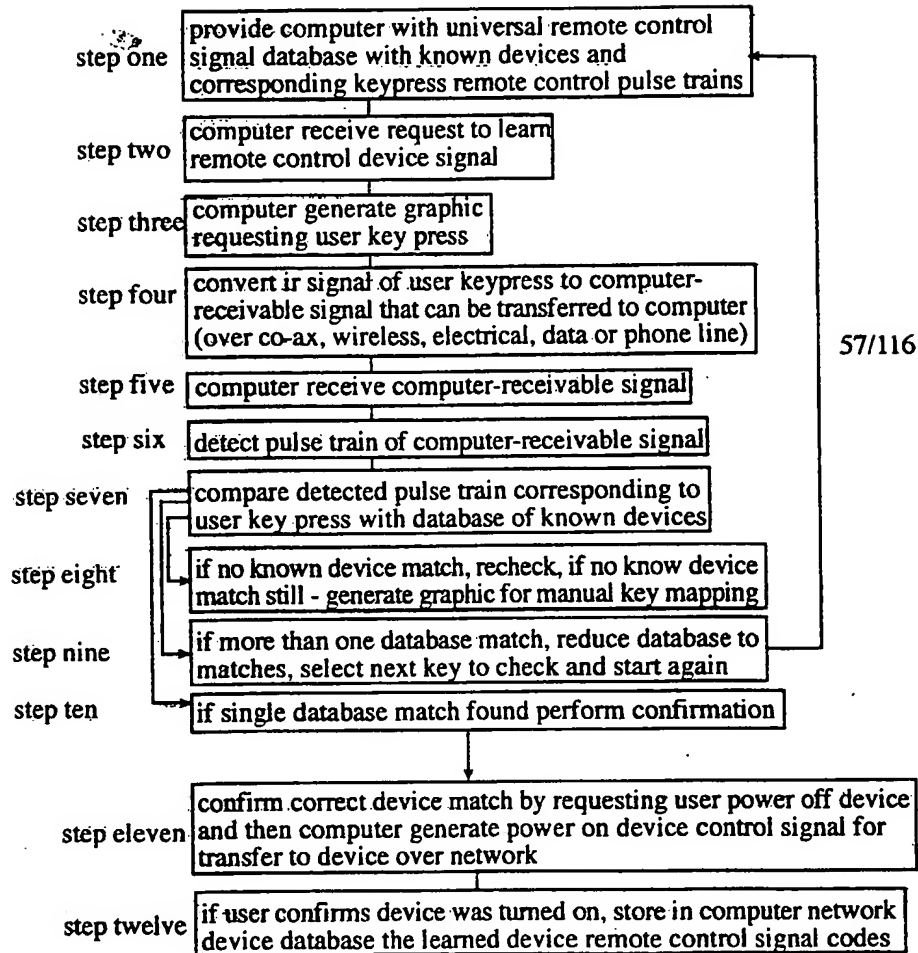 step one
provide computer with universal remote control
signal database with known devices and
corresponding keypress remote control pulse trains
step two
computer receive request to learn
remote control device signal
step three
computer generate graphic
requesting user key press
step four
convert ir signal of user keypress to computer-
receivable signal that can be transferred to computer
(over co-ax, wireless, electrical, data or phone line)
57/116
step five
computer receive computer-receivable signal
step six
detect pulse train of computer-receivable signal
step seven
compare detected pulse train corresponding to
user key press with database of known devices
step eight
if no known device match, recheck, if no know device
match still - generate graphic for manual key mapping
step nine
if more than one database match, reduce database to
matches, select next key to check and start again
step ten
if single database match found perform confirmation
step eleven
confirm correct device match by requesting user power off device
and then computer generate power on device control signal for
transfer to device over network
step twelve
if user confirms device was turned on, store in computer network
device database the learned device remote control signal codes